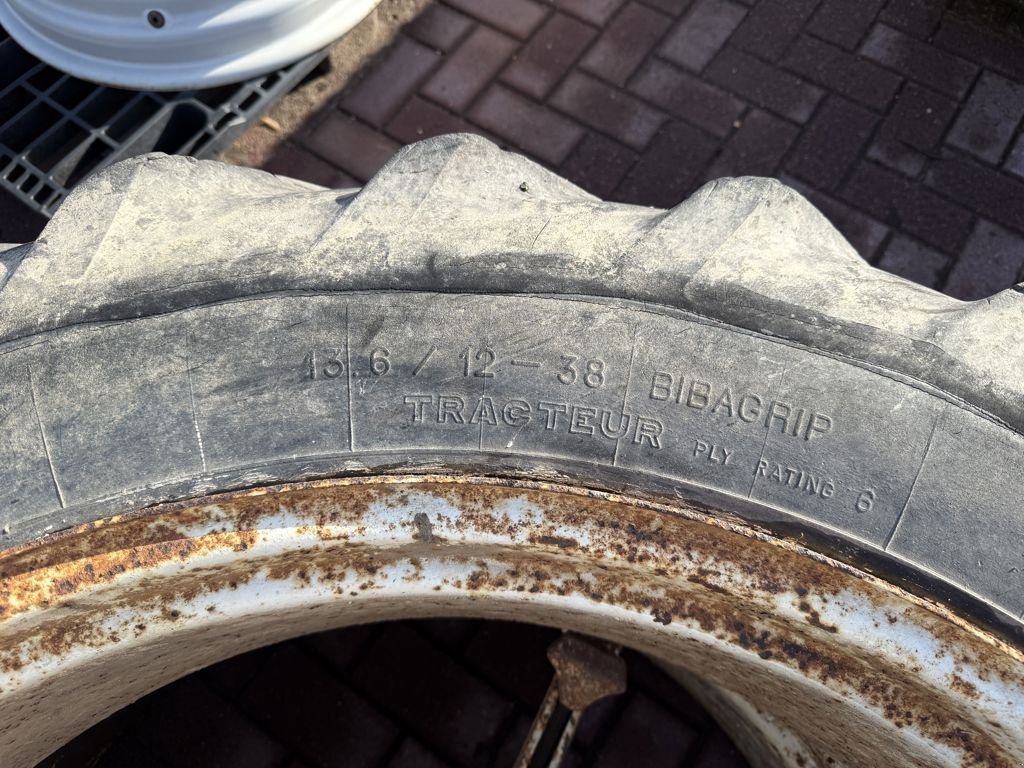 13.6 / 12 - 38 BIBAGRIP
TRACTEUR PLY RATING 6